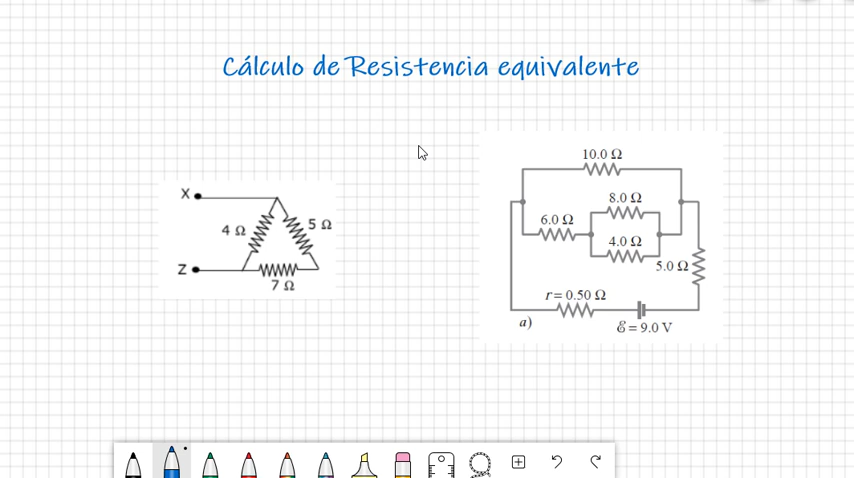 Cálculo de Resistencia equivalente
X
4 Ω
5 Ω
Z
7 Ω
10.0 Ω
8.0 Ω
6.0 Ω
4.0 Ω
5.0 Ω
r = 0.50 Ω
a)
ℰ = 9.0 V